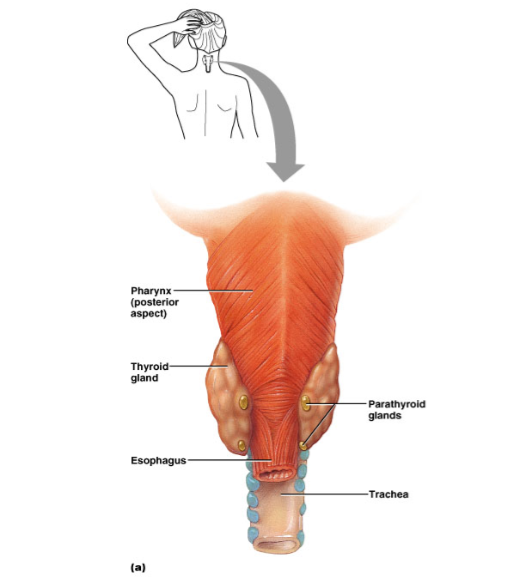 Pharynx
(posterior
aspect)
Thyroid
gland
Parathyroid
glands
Esophagus
Trachea
(a)